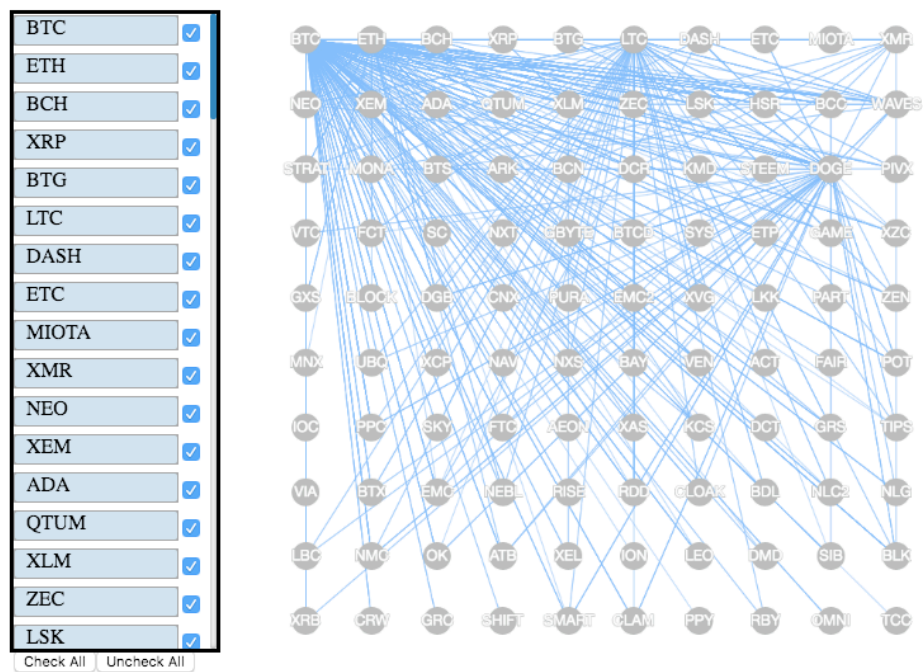 BTC
ETH
BCH
XRP
BTG
LTC
DASH
ETC
MIOTA
XMR
NEO
XEM
ADA
QTUM
XLM
ZEC
LSK
Check All Uncheck All
BTC ETH BCH XRP BTG LTC DASH ETC MIOTA XMR
NEO XEM ADA QTUM XLM ZEC LSK HSR BCC WAVES
STRAT MONA BTS ARK BCN DCR KMD STEEM DOGE PIVX
VTC FCT SC NXT GBYTE BTCD SYS ETP GAME XZC
GXS BLOCK DGB CNX PURA EMC2 XVG LKK PART ZEN
MNX UBQ XCP NAV NXS BAY VEN ACT FAIR POT
IOC PPC SKY FTC AEON XAS KCS DCT GRS TIPS
VIA BTX EMC NEBL RISE RDD CLOAK BDL NLC2 NLG
LBC NMC OK ATB XEL ION LEO DMD SIB BLK
XRB CRW GRC SHIFT SMART CLAM PPY RBY OMNI TCC